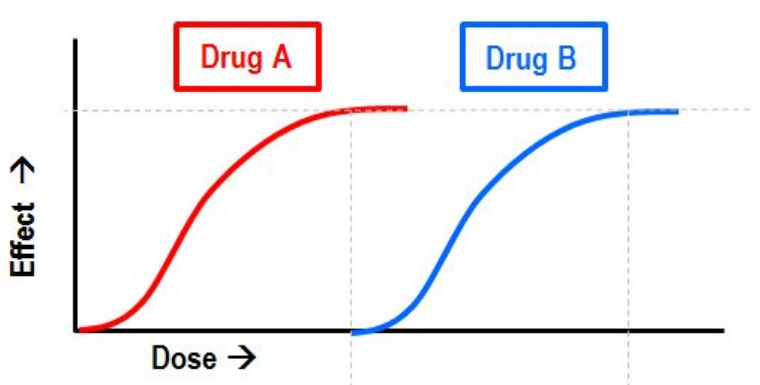 Drug A
Drug B
Effect →
Dose →